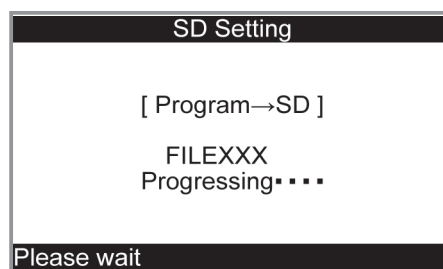 SD Setting
[ Program→SD ]
FILEXXX
Progressing▪▪▪▪
Please wait